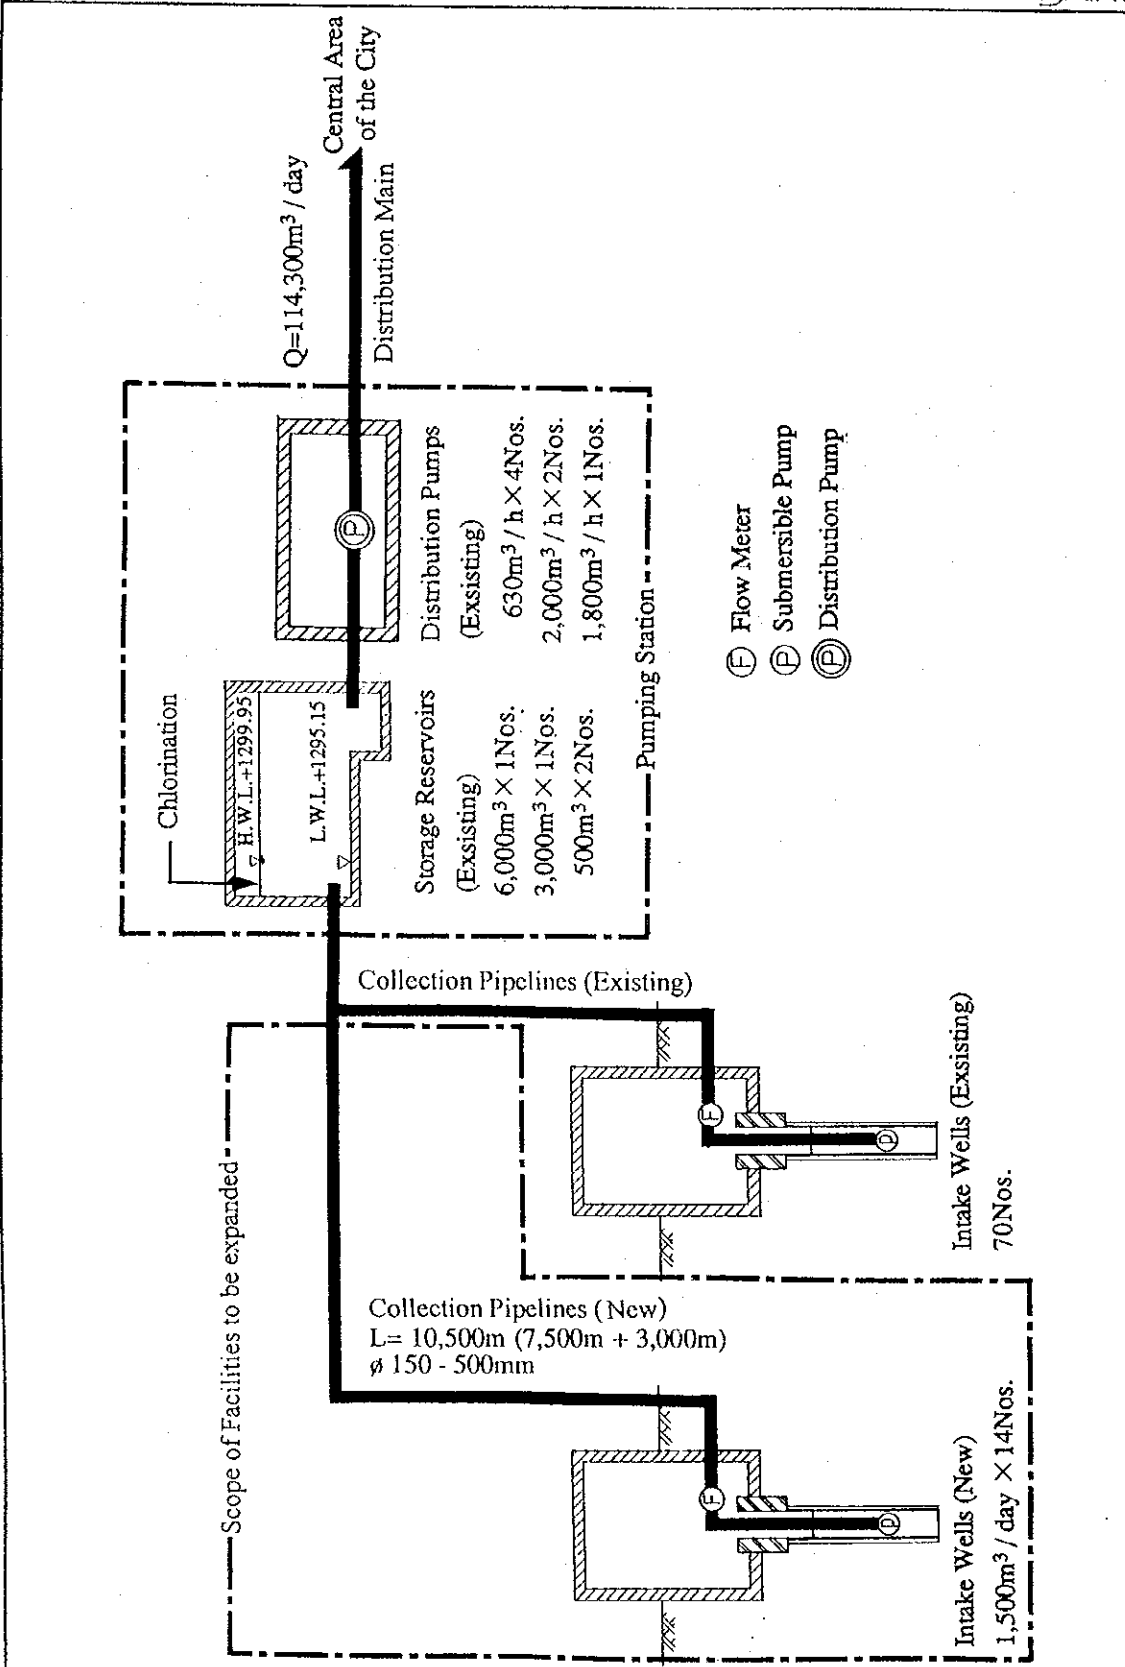 Scope of Facilities to be expanded
Collection Pipelines (New)
L= 10,500m (7,500m + 3,000m)
ø 150 - 500mm
Intake Wells (New)
1,500m³ / day × 14Nos.
F
P
Collection Pipelines (Existing)
Intake Wells (Exsisting)
70Nos.
F
P
Chlorination
H.W.L.+1299.95
L.W.L.+1295.15
Storage Reservoirs
(Exsisting)
6,000m³ × 1Nos.
3,000m³ × 1Nos.
500m³ × 2Nos.
P
Distribution Pumps
(Exsisting)
630m³ / h × 4Nos.
2,000m³ / h × 2Nos.
1,800m³ / h × 1Nos.
Pumping Station
Q=114,300m³ / day
Distribution Main
Central Area
of the City
F Flow Meter
P Submersible Pump
P Distribution Pump